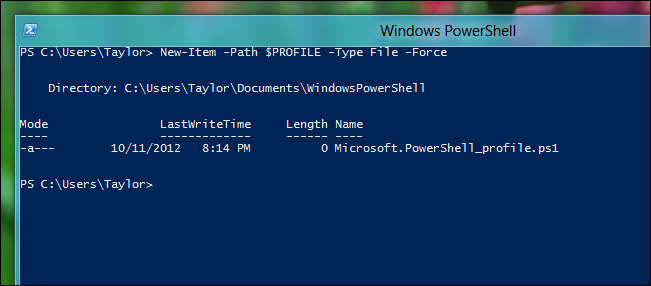 Windows PowerShell
PS C:\Users\Taylor> New-Item -Path $PROFILE -Type File -Force
Directory: C:\Users\Taylor\Documents\WindowsPowerShell
Mode LastWriteTime Length Name
---- ------------- ------ ----
-a--- 10/11/2012 8:14 PM 0 Microsoft.PowerShell_profile.ps1
PS C:\Users\Taylor>